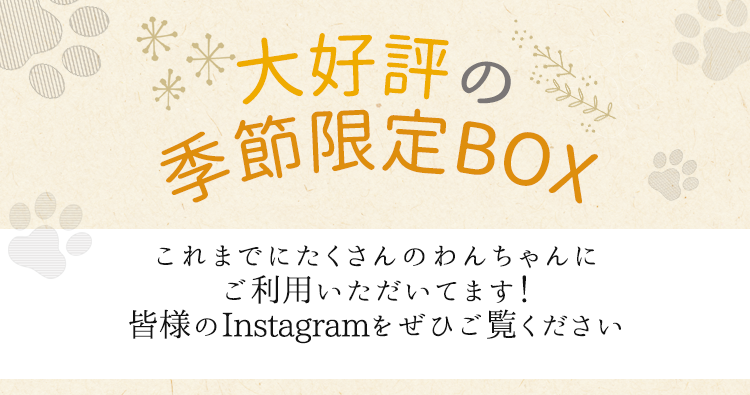 大好評の
季節限定BOX
これまでにたくさんのわんちゃんに
ご利用いただいてます!
皆様のInstagramをぜひご覧ください